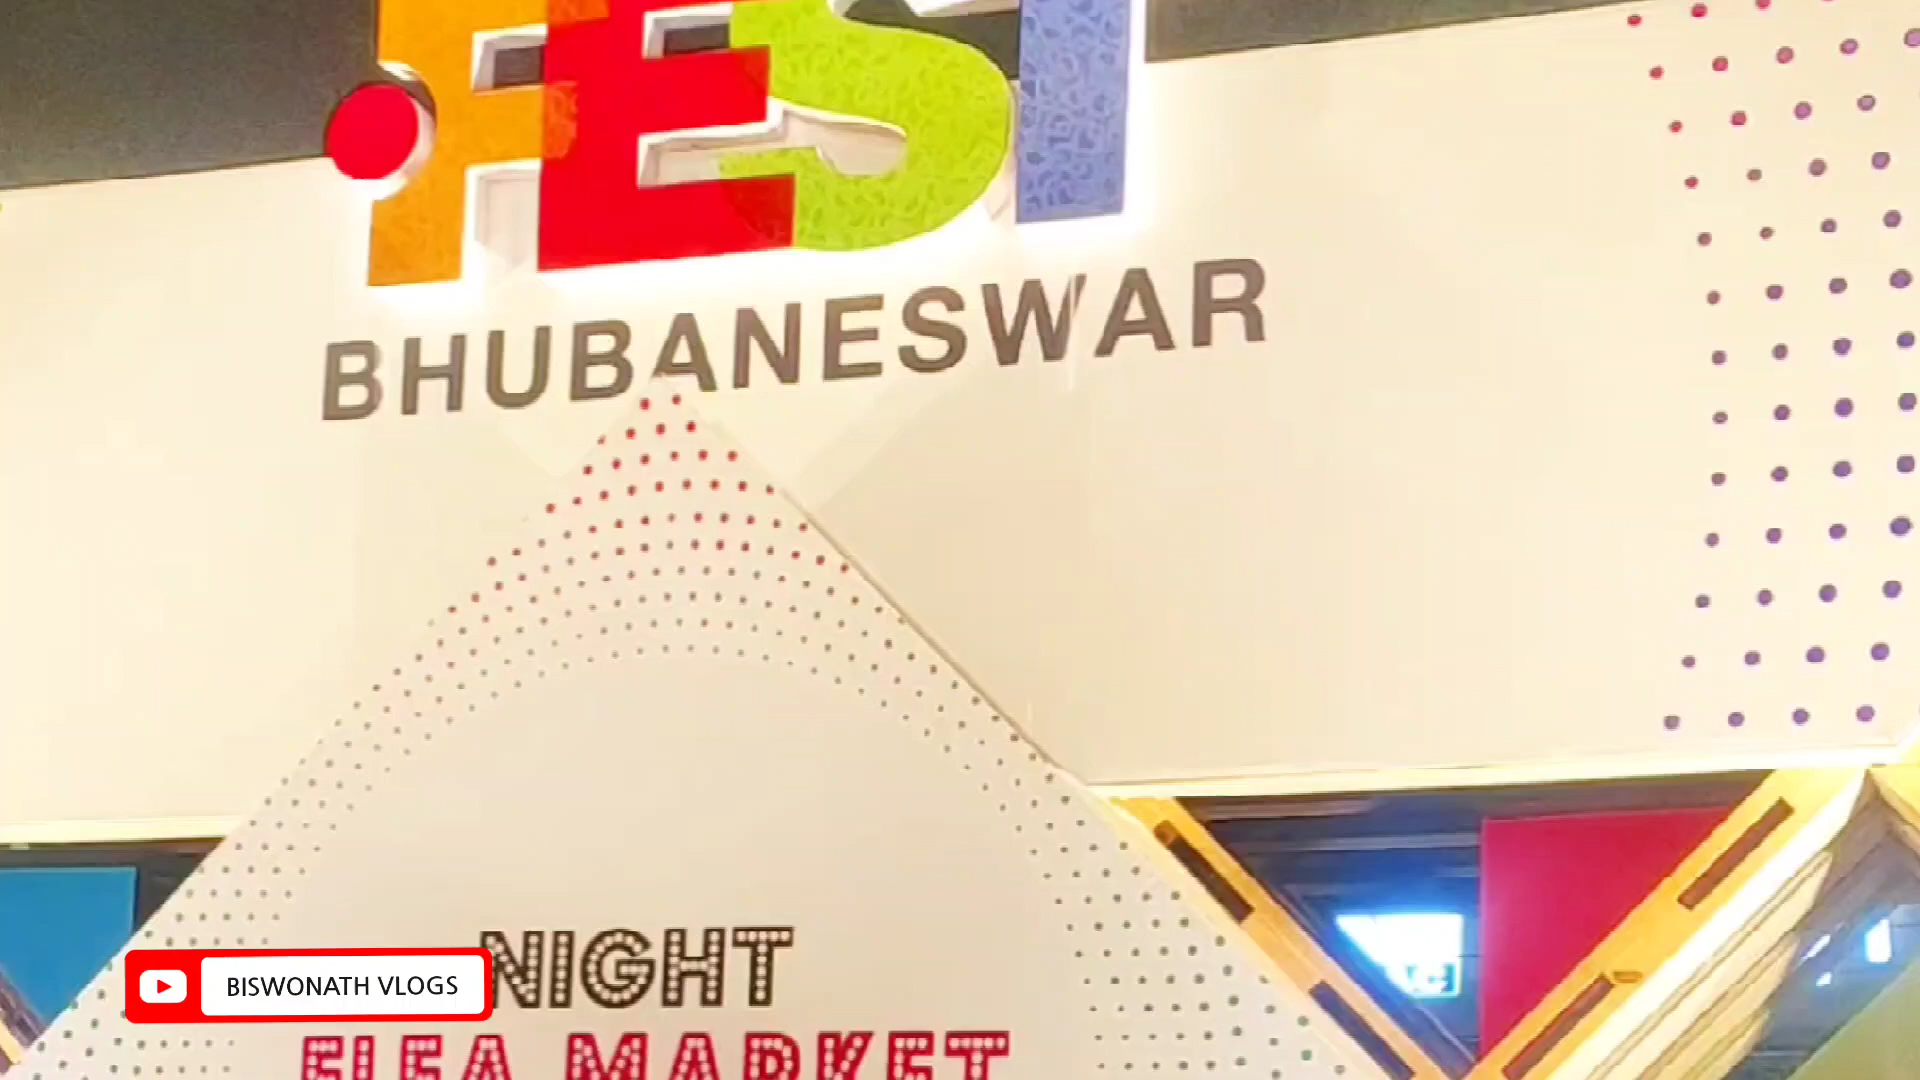 .FEST
BHUBANESWAR
NIGHT
FLEA MARKET
BISWONATH VLOGS